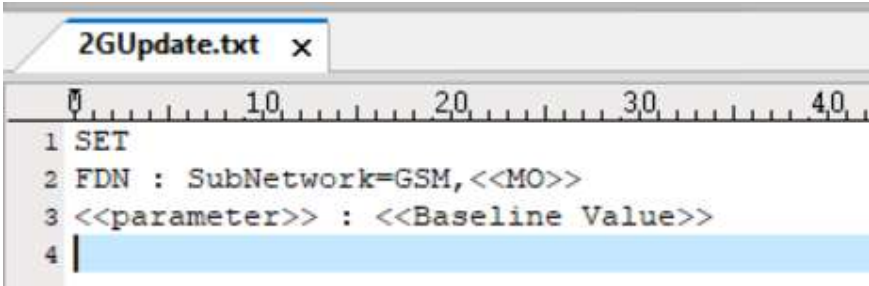 2GUpdate.txt x
0 10 20 30 40
1 SET
2 FDN : SubNetwork=GSM,<<MO>>
3 <<parameter>> : <<Baseline Value>>
4